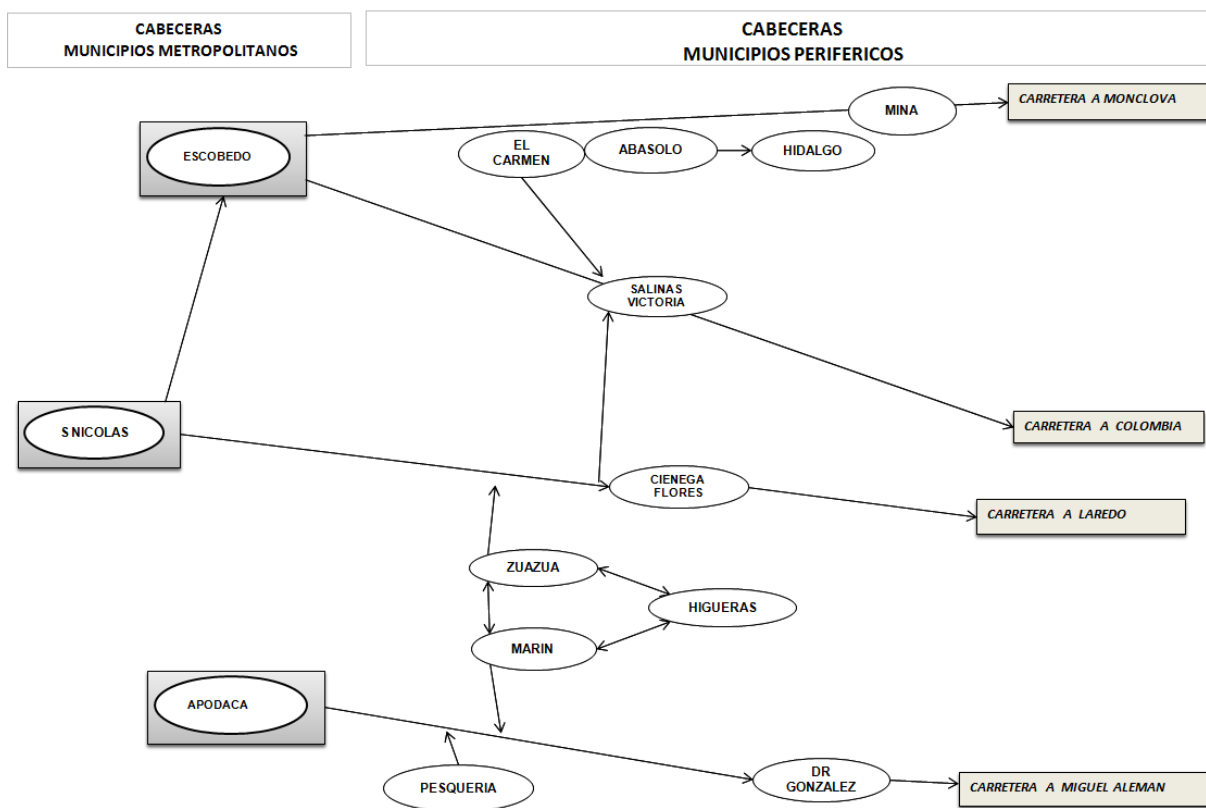 CABECERAS
MUNICIPIOS METROPOLITANOS
CABECERAS
MUNICIPIOS PERIFERICOS
MINA
CARRETERA A MONCLOVA
ESCOBEDO
EL
CARMEN
ABASOLO
HIDALGO
SALINAS
VICTORIA
S NICOLAS
CARRETERA A COLOMBIA
CIENEGA
FLORES
CARRETERA A LAREDO
ZUAZUA
HIGUERAS
MARIN
APODACA
PESQUERIA
DR
GONZALEZ
CARRETERA A MIGUEL ALEMAN